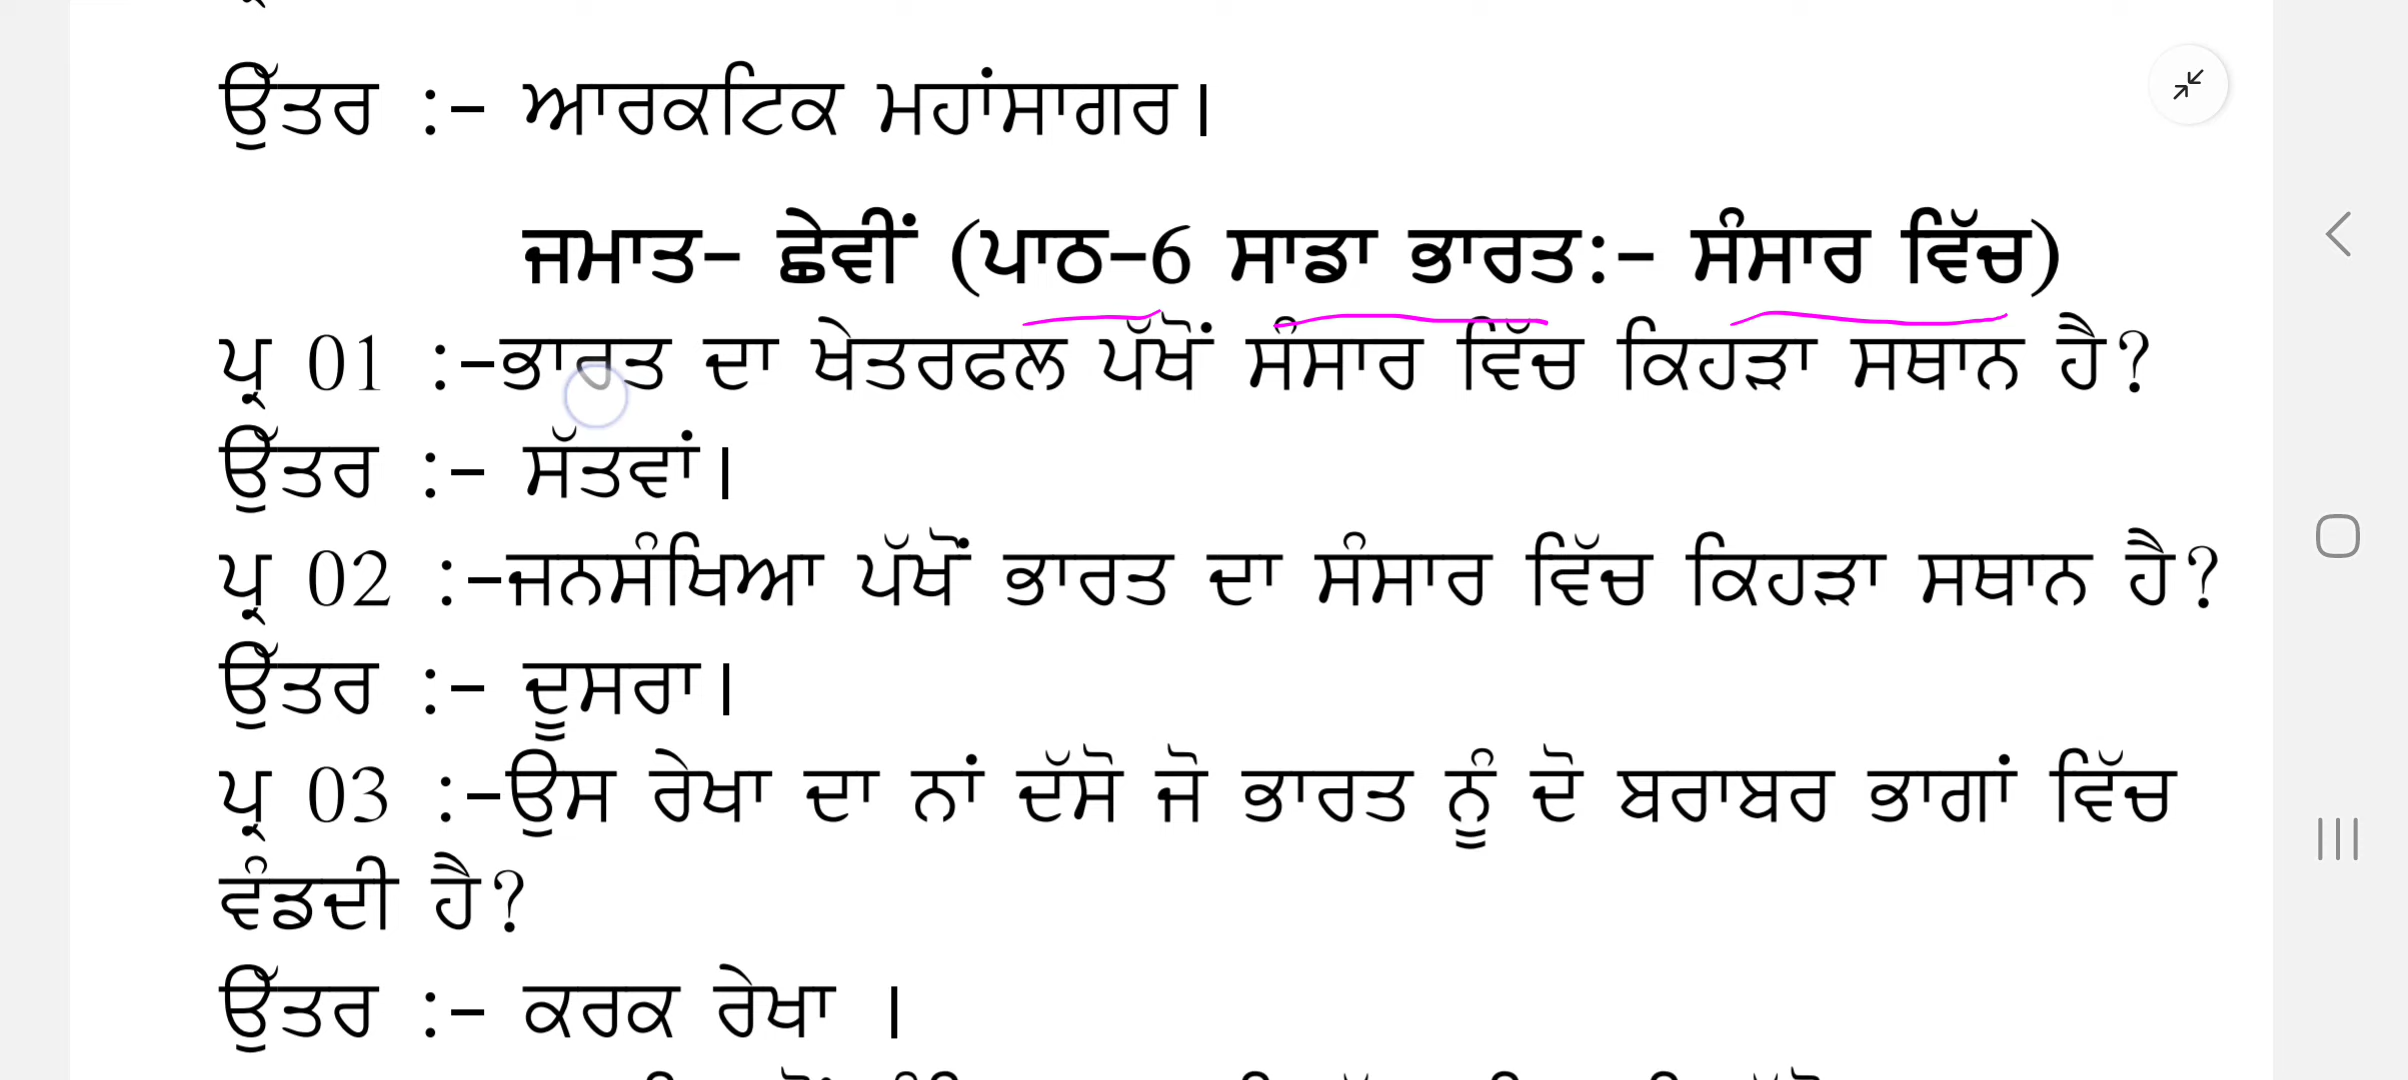 ਉੱਤਰ :- ਆਰਕਟਿਕ ਮਹਾਂਸਾਗਰ।
ਜਮਾਤ- ਛੇਵੀਂ (ਪਾਠ-6 ਸਾਡਾ ਭਾਰਤ:- ਸੰਸਾਰ ਵਿੱਚ)
ਪ੍ਰ 01 :-ਭਾਰਤ ਦਾ ਖੇਤਰਫਲ ਪੱਖੋਂ ਸੰਸਾਰ ਵਿੱਚ ਕਿਹੜਾ ਸਥਾਨ ਹੈ?
ਉੱਤਰ :- ਸੱਤਵਾਂ।
ਪ੍ਰ 02 :-ਜਨਸੰਖਿਆ ਪੱਖੋਂ ਭਾਰਤ ਦਾ ਸੰਸਾਰ ਵਿੱਚ ਕਿਹੜਾ ਸਥਾਨ ਹੈ?
ਉੱਤਰ :- ਦੂਸਰਾ।
ਪ੍ਰ 03 :-ਉਸ ਰੇਖਾ ਦਾ ਨਾਂ ਦੱਸੋ ਜੋ ਭਾਰਤ ਨੂੰ ਦੋ ਬਰਾਬਰ ਭਾਗਾਂ ਵਿੱਚ
ਵੰਡਦੀ ਹੈ?
ਉੱਤਰ :- ਕਰਕ ਰੇਖਾ ।